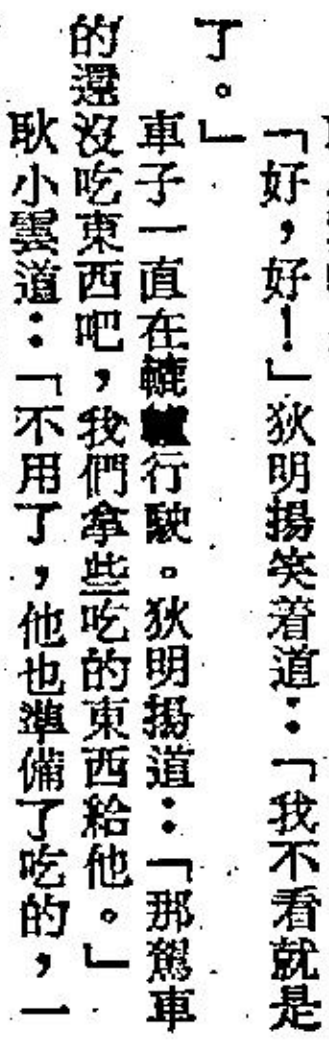 「好，好！」狄明揚笑着道：「我不看就是
了。」
車子一直在轆轤行駛。狄明揚道：「那駕車
的還沒吃東西吧，我們拿些吃的東西給他。」
耿小雲道：「不用了，他也準備了吃的，一